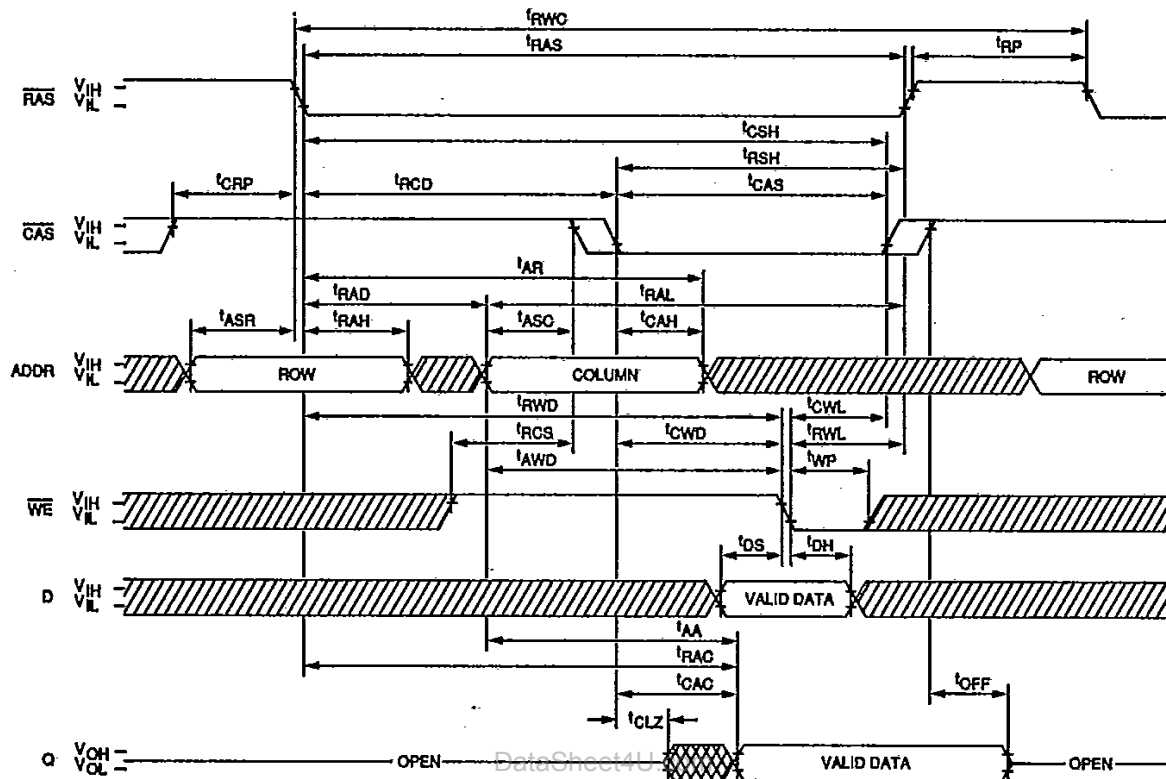 tRWC
tRAS
tRP
RAS VIH VIL
tCSH
tRSH
tCRP tRCD tCAS
CAS VIH VIL
tAR
tRAD tRAL
tASR tRAH tASC tCAH
ADDR VIH VIL ROW COLUMN ROW
tRWD tCWL
tRCS tCWD tRWL
tAWD tWP
WE VIH VIL
tDS tDH
D VIH VIL VALID DATA
tAA
tRAC
tCAC tOFF
tCLZ
Q VOH VOL OPEN VALID DATA OPEN
DataSheet4U.